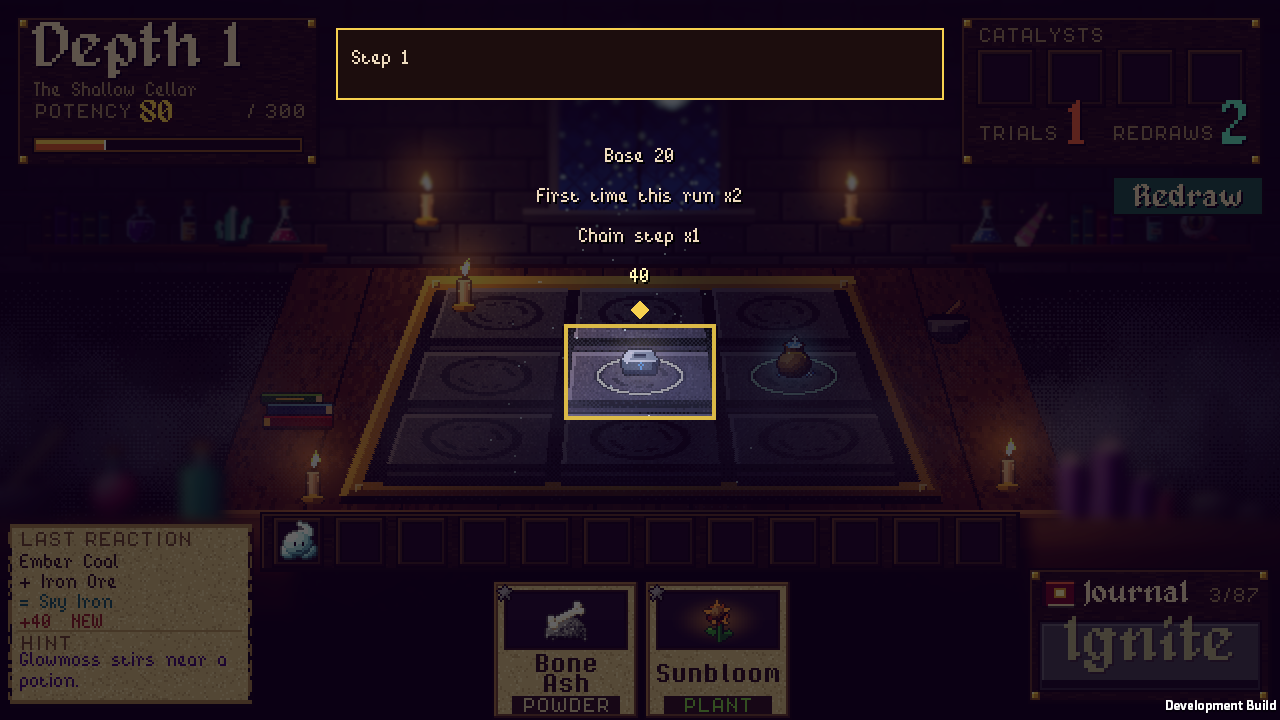 Depth 1
The Shallow Cellar
POTENCY 80 / 300
Step 1
CATALYSTS
TRIALS 1 REDRAWS 2
Redraw
Base 20
First time this run x2
Chain step x1
40
LAST REACTION
Ember Coal
+ Iron Ore
= Sky Iron
+40 NEW
HINT
Glowmoss stirs near a
potion.
Bone
Ash
POWDER
Sunbloom
PLANT
Journal 3/87
Ignite
Development Build